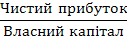 Чистий прибуток
Власний капітал